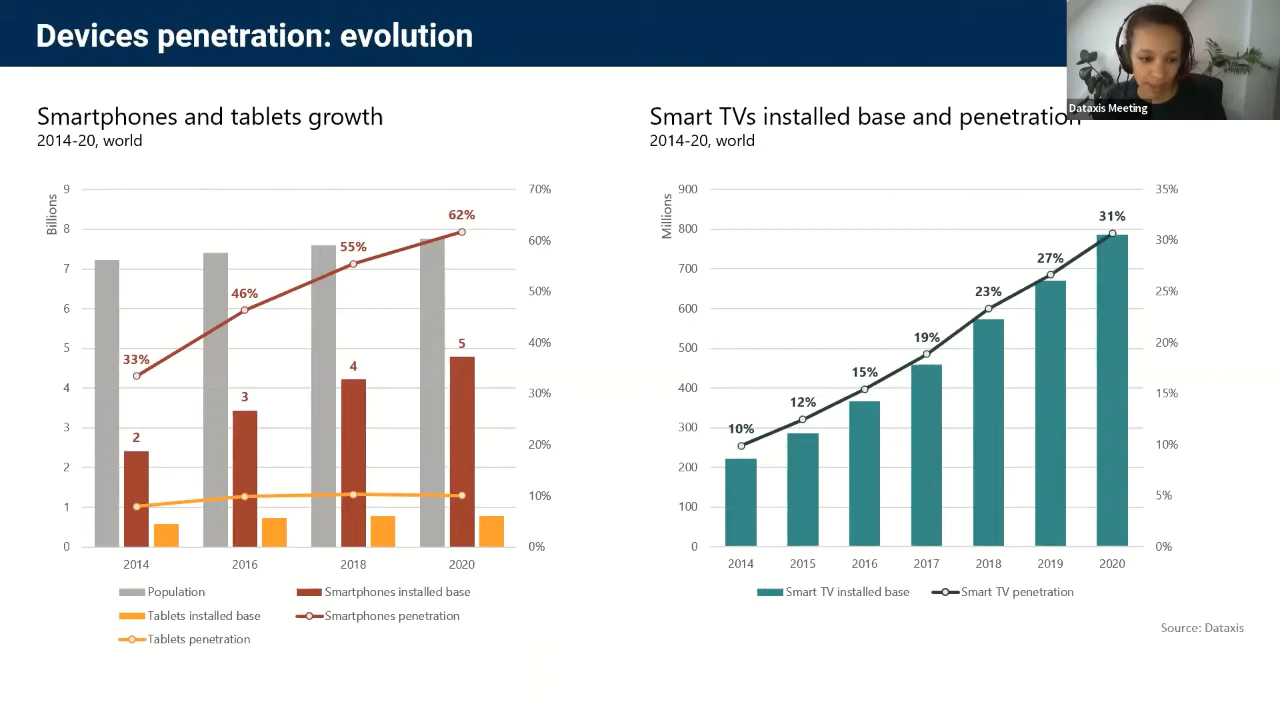 Devices penetration: evolution
Dataxis Meeting
Smartphones and tablets growth
2014-20, world
Billions
9
8
7
6
5
4
3
2
1
0
70%
60%
50%
40%
30%
20%
10%
0%
33%
46%
55%
62%
2
3
4
5
2014 2016 2018 2020
Population
Smartphones installed base
Tablets installed base
Smartphones penetration
Tablets penetration
Smart TVs installed base and penetration
2014-20, world
Millions
900
800
700
600
500
400
300
200
100
0
35%
30%
25%
20%
15%
10%
5%
0%
10%
12%
15%
19%
23%
27%
31%
2014 2015 2016 2017 2018 2019 2020
Smart TV installed base
Smart TV penetration
Source: Dataxis